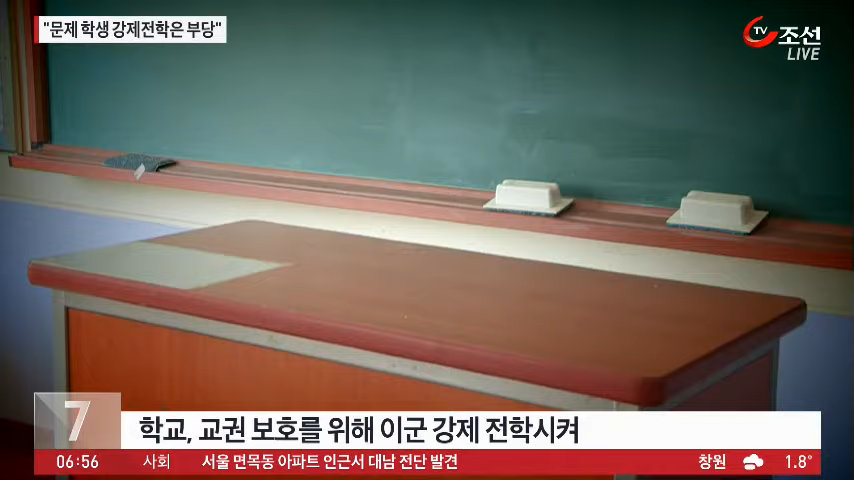 "문제 학생 강제전학은 부당"
TV조선
LIVE
7
학교, 교권 보호를 위해 이군 강제 전학시켜
06:56 사회 서울 면목동 아파트 인근서 대남 전단 발견 창원 1.8°